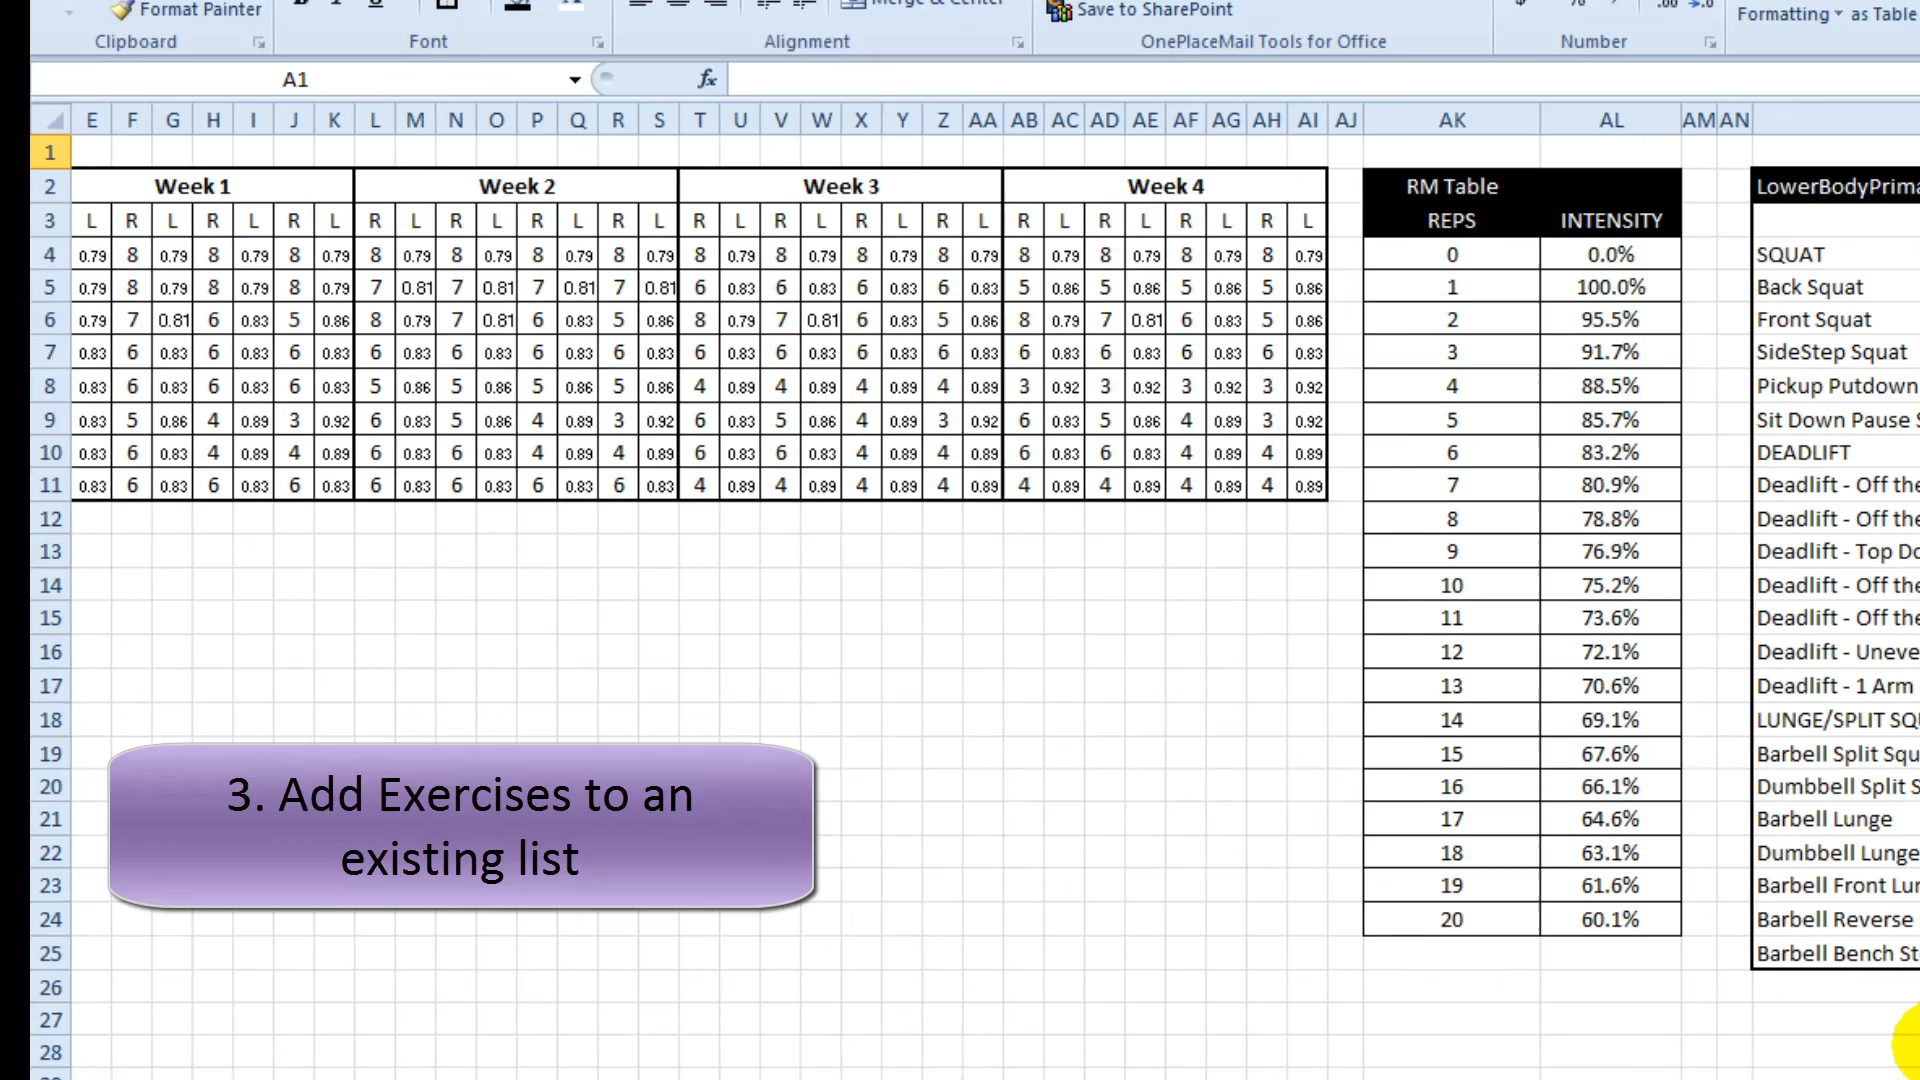 Format Painter
Merge & Center
Save to SharePoint
Formatting as Table
Clipboard
Font
Alignment
OnePlaceMail Tools for Office
Number
A1
fx
E F G H I J K L M N O P Q R S T U V W X Y Z AA AB AC AD AE AF AG AH AI AJ AK AL AM AN
1
2 Week 1 Week 2 Week 3 Week 4 RM Table LowerBodyPrima
3 L R L R L R L R L R L R L R L R L R L R L R L R L R L R L R L REPS INTENSITY
4 0.79 8 0.79 8 0.79 8 0.79 8 0.79 8 0.79 8 0.79 8 0.79 8 0.79 8 0.79 8 0.79 8 0.79 8 0.79 8 0.79 8 0.79 8 0.79 0 0.0% SQUAT
5 0.79 8 0.79 8 0.79 8 0.79 7 0.81 7 0.81 7 0.81 7 0.81 6 0.83 6 0.83 6 0.83 6 0.83 5 0.86 5 0.86 5 0.86 5 0.86 1 100.0% Back Squat
6 0.79 7 0.81 6 0.83 5 0.86 8 0.79 7 0.81 6 0.83 5 0.86 8 0.79 7 0.81 6 0.83 5 0.86 8 0.79 7 0.81 6 0.83 5 0.86 2 95.5% Front Squat
7 0.83 6 0.83 6 0.83 6 0.83 6 0.83 6 0.83 6 0.83 6 0.83 6 0.83 6 0.83 6 0.83 6 0.83 6 0.83 6 0.83 6 0.83 6 0.83 3 91.7% SideStep Squat
8 0.83 6 0.83 6 0.83 6 0.83 5 0.86 5 0.86 5 0.86 5 0.86 4 0.89 4 0.89 4 0.89 4 0.89 3 0.92 3 0.92 3 0.92 3 0.92 4 88.5% Pickup Putdown
9 0.83 5 0.86 4 0.89 3 0.92 6 0.83 5 0.86 4 0.89 3 0.92 6 0.83 5 0.86 4 0.89 3 0.92 6 0.83 5 0.86 4 0.89 3 0.92 5 85.7% Sit Down Pause S
10 0.83 6 0.83 4 0.89 4 0.89 6 0.83 6 0.83 4 0.89 4 0.89 6 0.83 6 0.83 4 0.89 4 0.89 6 0.83 6 0.83 4 0.89 4 0.89 6 83.2% DEADLIFT
11 0.83 6 0.83 6 0.83 6 0.83 6 0.83 6 0.83 6 0.83 6 0.83 4 0.89 4 0.89 4 0.89 4 0.89 4 0.89 4 0.89 4 0.89 4 0.89 7 80.9% Deadlift - Off the
12 8 78.8% Deadlift - Off the
13 9 76.9% Deadlift - Top Do
14 10 75.2% Deadlift - Off the
15 11 73.6% Deadlift - Off the
16 12 72.1% Deadlift - Uneve
17 13 70.6% Deadlift - 1 Arm
18 14 69.1% LUNGE/SPLIT SQU
19 15 67.6% Barbell Split Squ
20 16 66.1% Dumbbell Split S
21 17 64.6% Barbell Lunge
22 18 63.1% Dumbbell Lunge
23 19 61.6% Barbell Front Lun
24 20 60.1% Barbell Reverse
25 Barbell Bench St
26
27
28
3. Add Exercises to an
existing list